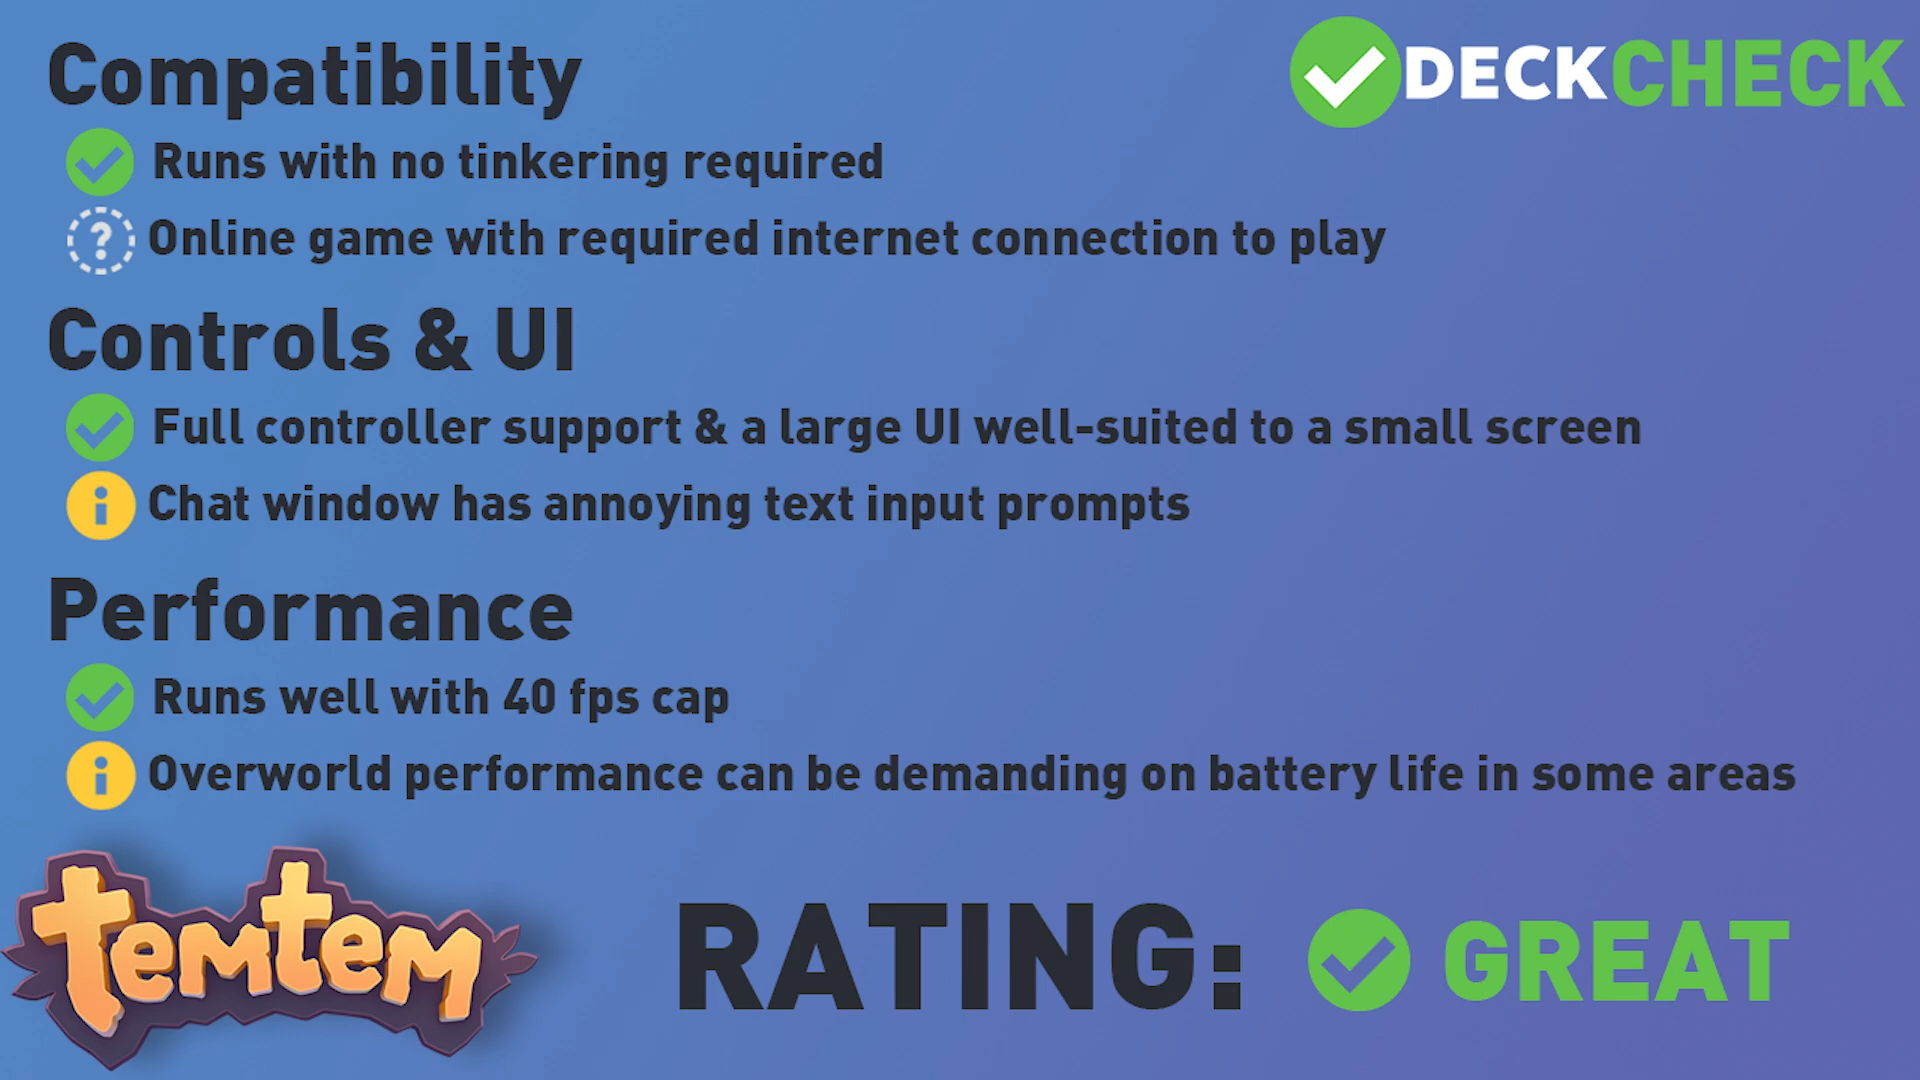 Compatibility
DECKCHECK
Runs with no tinkering required
? Online game with required internet connection to play
Controls & UI
Full controller support & a large UI well-suited to a small screen
i Chat window has annoying text input prompts
Performance
Runs well with 40 fps cap
i Overworld performance can be demanding on battery life in some areas
temtem
RATING: GREAT